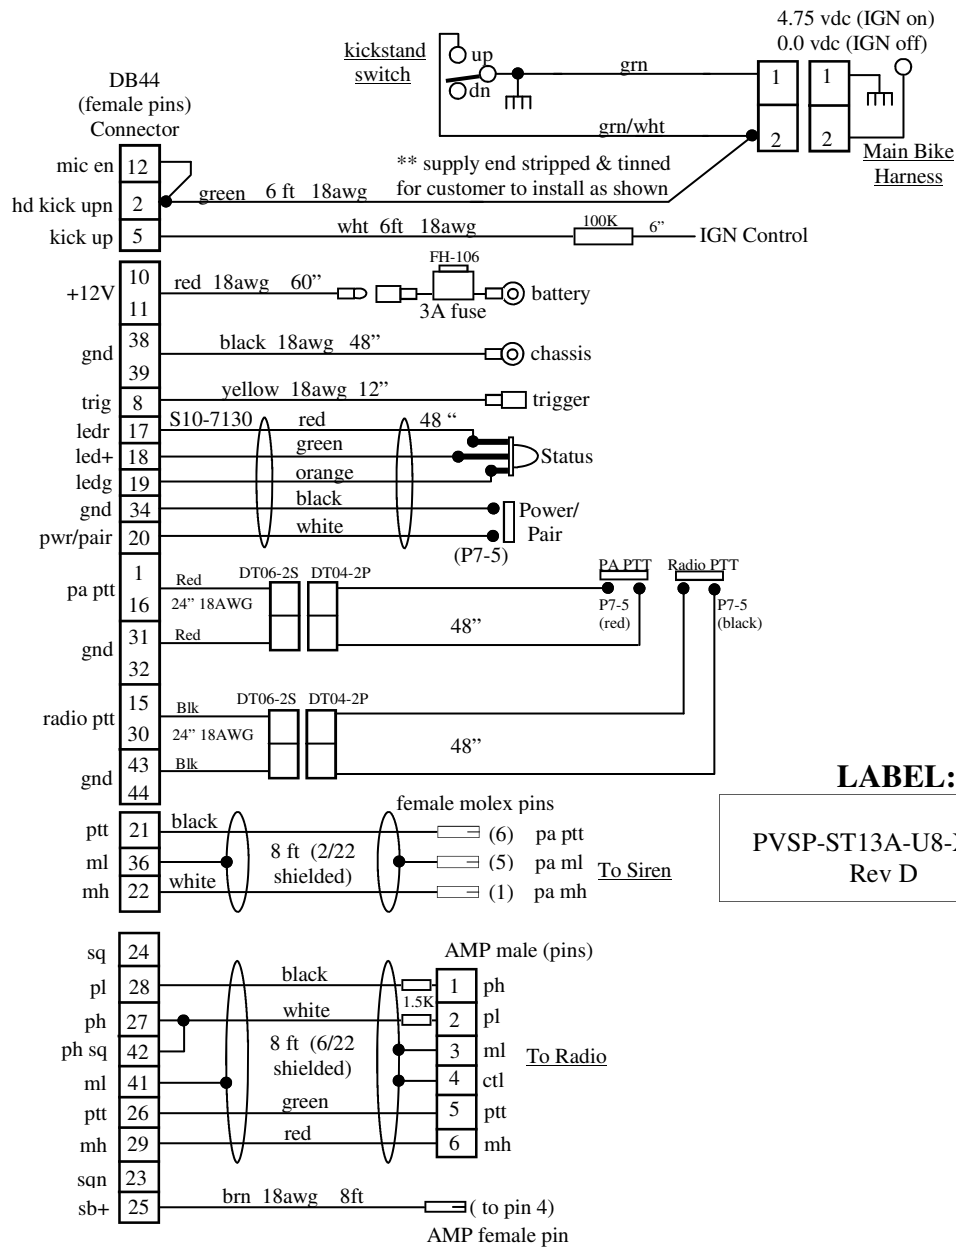 4.75 vdc (IGN on)
0.0 vdc (IGN off)
kickstand
switch
up
dn
grn
1
1
grn/wht
2
2
Main Bike
Harness
DB44
(female pins)
Connector
** supply end stripped & tinned
for customer to install as shown
mic en 12
hd kick upn 2 green 6 ft 18awg
kick up 5 wht 6ft 18awg 100K 6” IGN Control
FH-106
+12V 10 11 red 18awg 60” 3A fuse battery
gnd 38 39 black 18awg 48” chassis
trig 8 yellow 18awg 12” trigger
ledr 17 S10-7130 red 48 “
led+ 18 green Status
ledg 19 orange
gnd 34 black Power/
pwr/pair 20 white Pair
(P7-5)
pa ptt 1 16 Red DT06-2S DT04-2P PA PTT Radio PTT
24” 18AWG P7-5 (red) P7-5 (black)
gnd 31 32 Red 48”
radio ptt 15 30 Blk DT06-2S DT04-2P
24” 18AWG
gnd 43 44 Blk 48”
LABEL:
PVSP-ST13A-U8-X
Rev D
female molex pins
ptt 21 black (6) pa ptt
ml 36 8 ft (2/22 shielded) (5) pa ml To Siren
mh 22 white (1) pa mh
sq 24 AMP male (pins)
pl 28 black 1 ph
1.5K
ph 27 white 2 pl
ph sq 42 8 ft (6/22 shielded) 3 ml To Radio
ml 41 4 ctl
ptt 26 green 5 ptt
mh 29 red 6 mh
sqn 23
sb+ 25 brn 18awg 8ft ( to pin 4)
AMP female pin